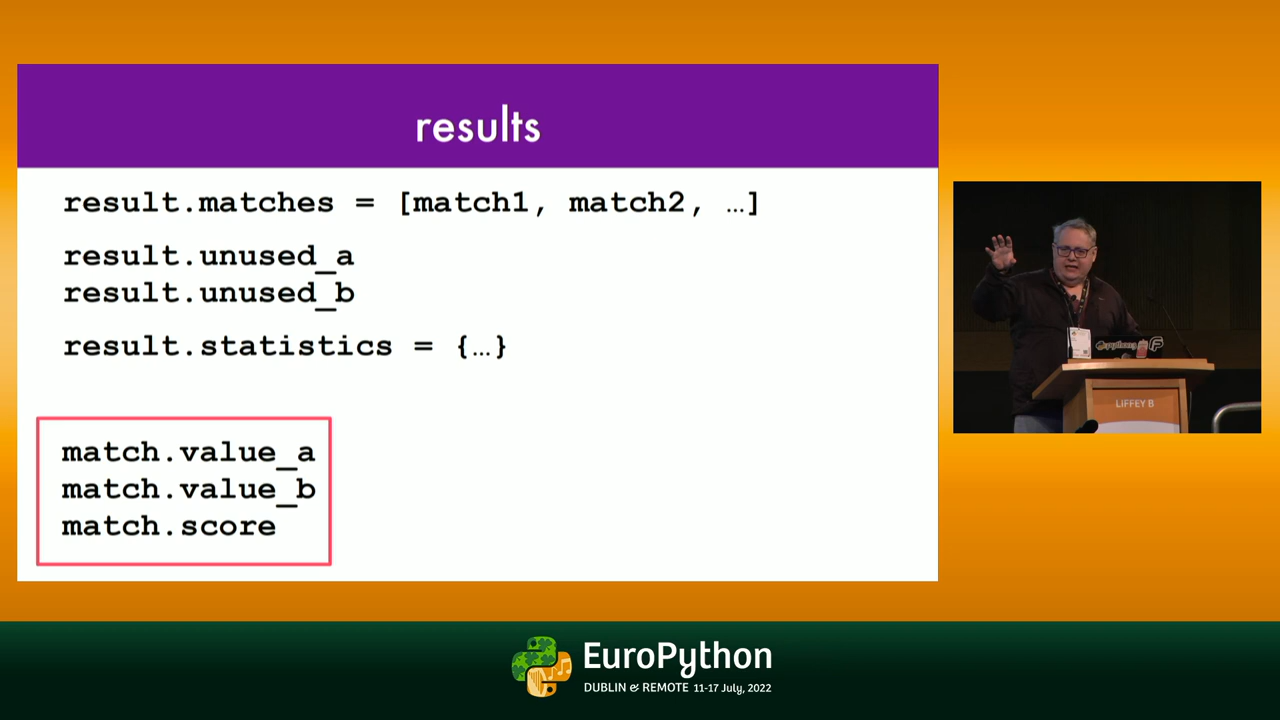 results
result.matches = [match1, match2, …]
result.unused_a
result.unused_b
result.statistics = {…}
match.value_a
match.value_b
match.score
LIFFEY B
EuroPython
DUBLIN & REMOTE 11-17 July, 2022